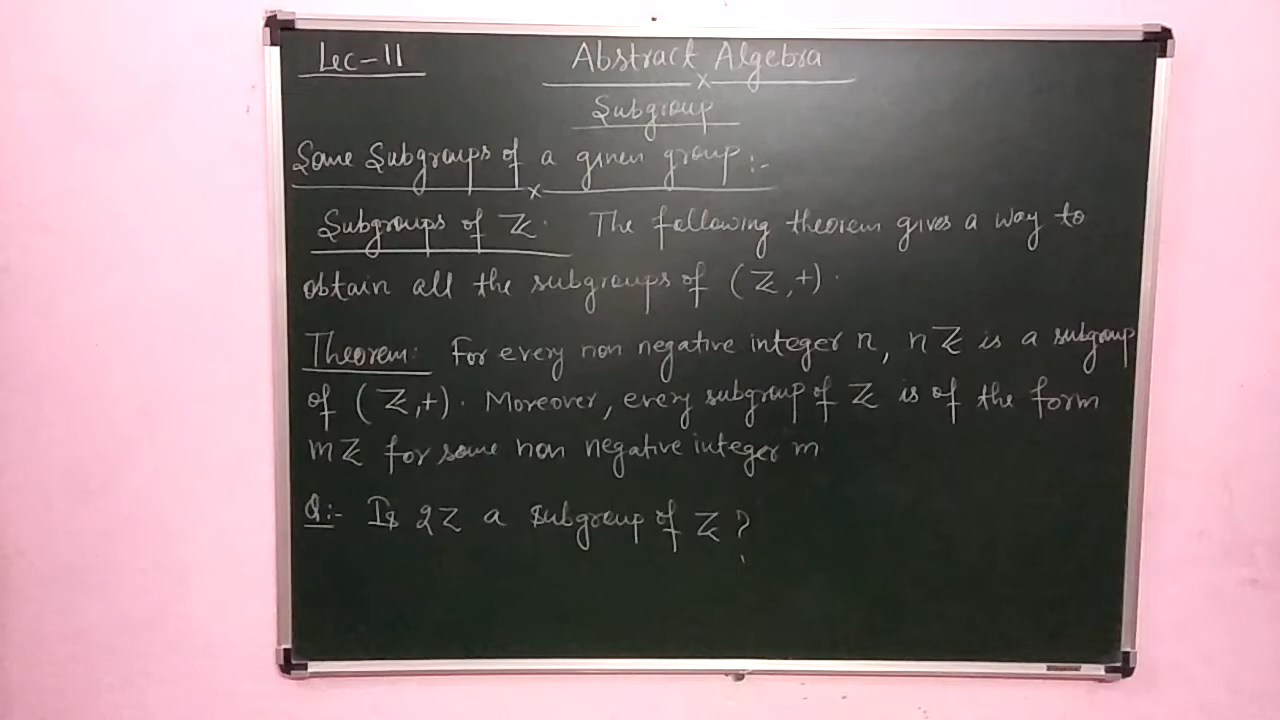 Lec-11
Abstract Algebra
Subgroup
Some Subgroups of a given group:-
Subgroups of ℤ. The following theorem gives a way to
obtain all the subgroups of (ℤ,+).
Theorem: For every non negative integer n, nℤ is a subgroup
of (ℤ,+). Moreover, every subgroup of ℤ is of the form
mℤ for some non negative integer m
Q:- Is 2ℤ a subgroup of ℤ?